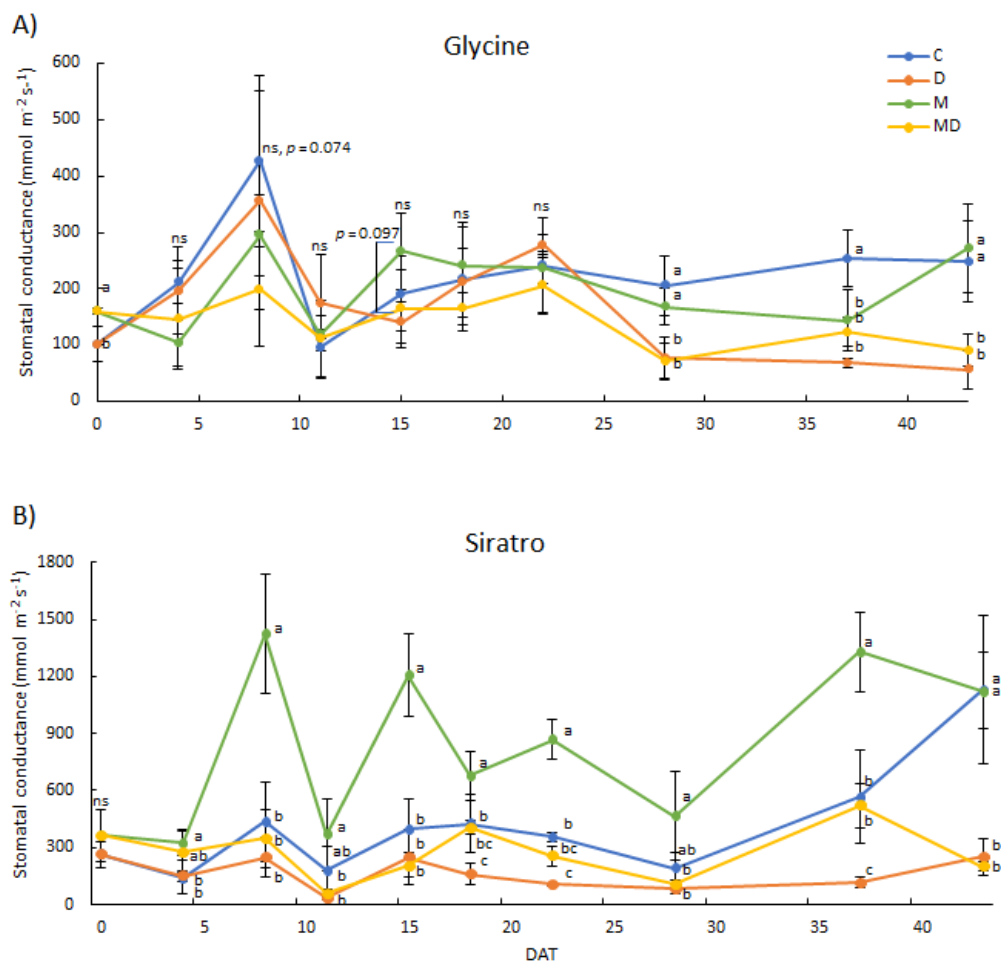 A)
Glycine
C
D
M
MD
Stomatal conductance (mmol m⁻² s-¹)
600
500
400
300
200
100
0
a
b
ns
ns, p = 0.074
ns
p = 0.097
ns
ns
ns
a
a
b
b
a
b
b
b
a
a
b
b
0 5 10 15 20 25 30 35 40
B)
Siratro
Stomatal conductance (mmol m⁻² s⁻¹)
1800
1500
1200
900
600
300
0
ns
a
ab
b
b
a
b
b
b
a
ab
b
b
a
b
b
b
a
b
bc
c
a
b
bc
c
a
ab
b
b
a
b
b
c
a
a
b
b
0 5 10 15 20 25 30 35 40
DAT